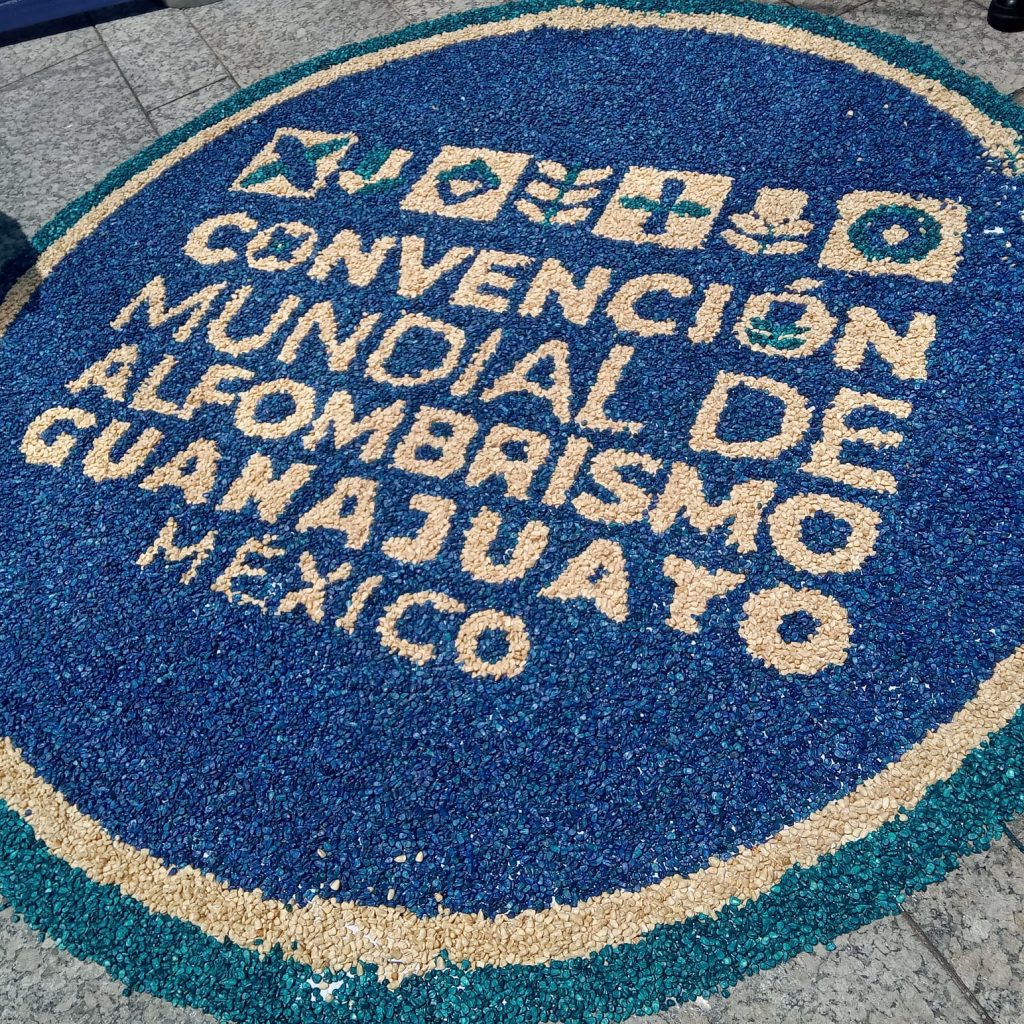 CONVENCIÓN
MUNDIAL DE
ALFOMBRISMO
GUANAJUATO
MÉXICO